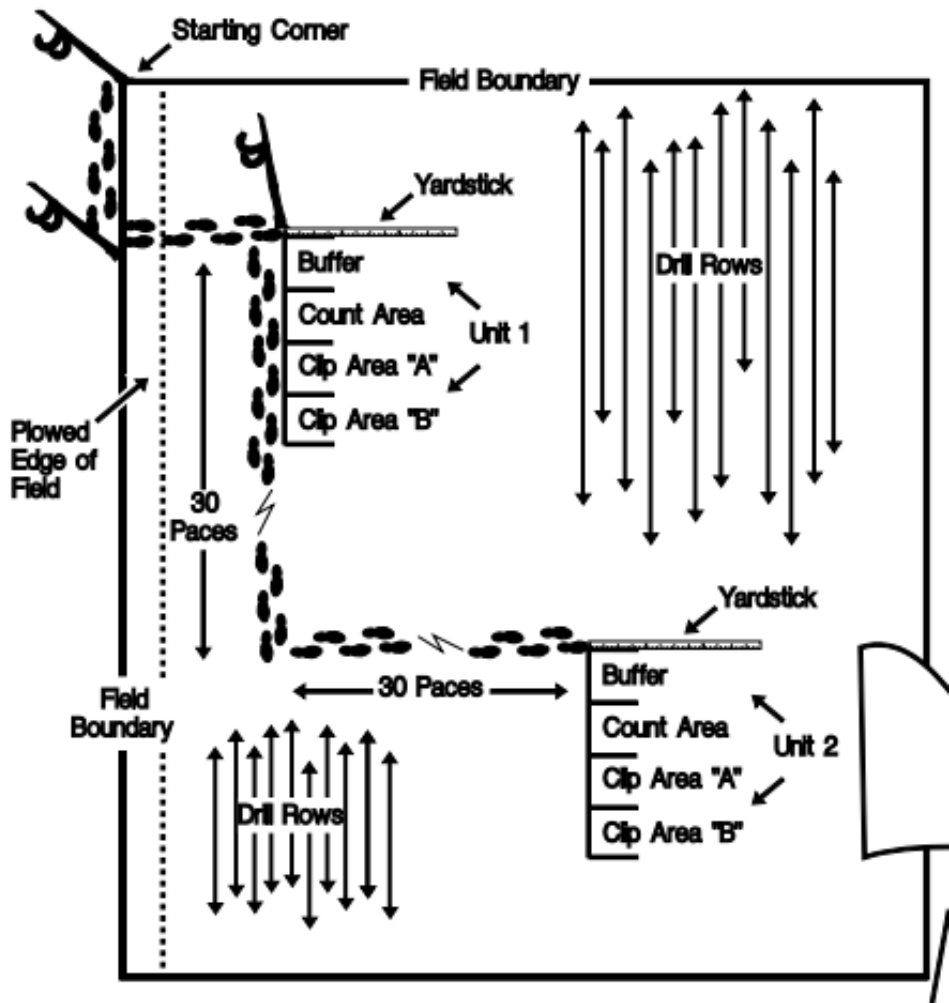 Starting Corner
Field Boundary
Yardstick
Buffer
Count Area
Clip Area "A"
Clip Area "B"
Unit 1
Drill Rows
Plowed
Edge of
Field
30
Paces
Yardstick
30 Paces
Buffer
Count Area
Clip Area "A"
Clip Area "B"
Unit 2
Field
Boundary
Drill Rows